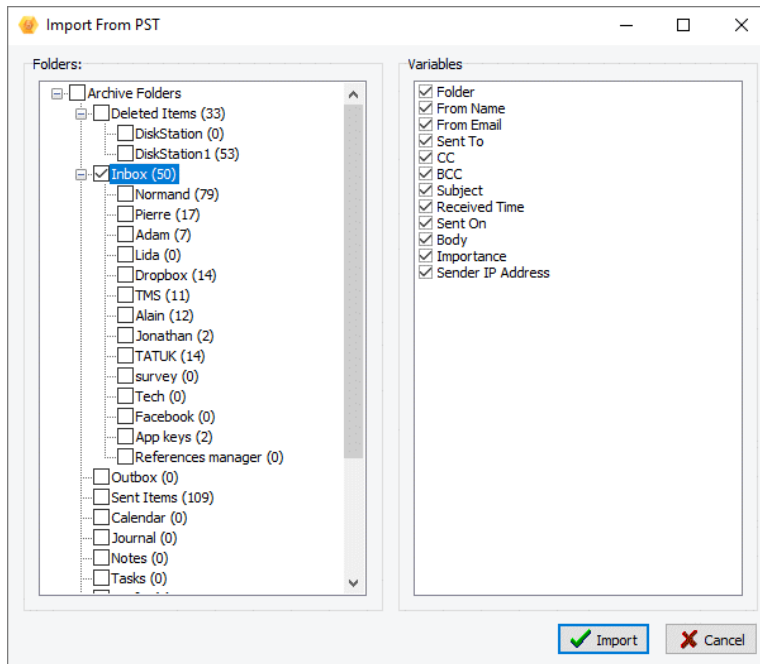 Import From PST
Folders:
Archive Folders
Deleted Items (33)
DiskStation (0)
DiskStation1 (53)
Inbox (50)
Normand (79)
Pierre (17)
Adam (7)
Lida (0)
Dropbox (14)
TMS (11)
Alain (12)
Jonathan (2)
TATUK (14)
survey (0)
Tech (0)
Facebook (0)
App keys (2)
References manager (0)
Outbox (0)
Sent Items (109)
Calendar (0)
Journal (0)
Notes (0)
Tasks (0)
Variables
Folder
From Name
From Email
Sent To
CC
BCC
Subject
Received Time
Sent On
Body
Importance
Sender IP Address
Import
Cancel